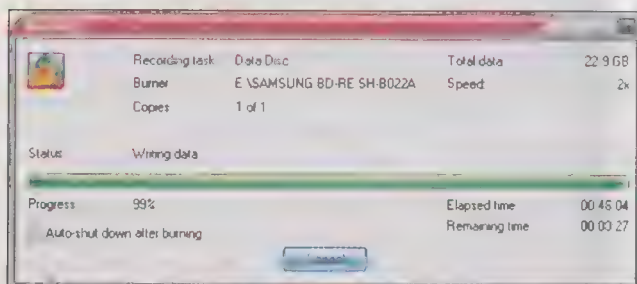 Recording task Data Disc Total data 22.9 GB
Burner E:\SAMSUNG BD-RE SH-B022A Speed: 2x
Copies 1 of 1
Status Writing data
Progress 99%
Elapsed time 00:46:04
Auto-shut down after burning
Remaining time 00:00:27